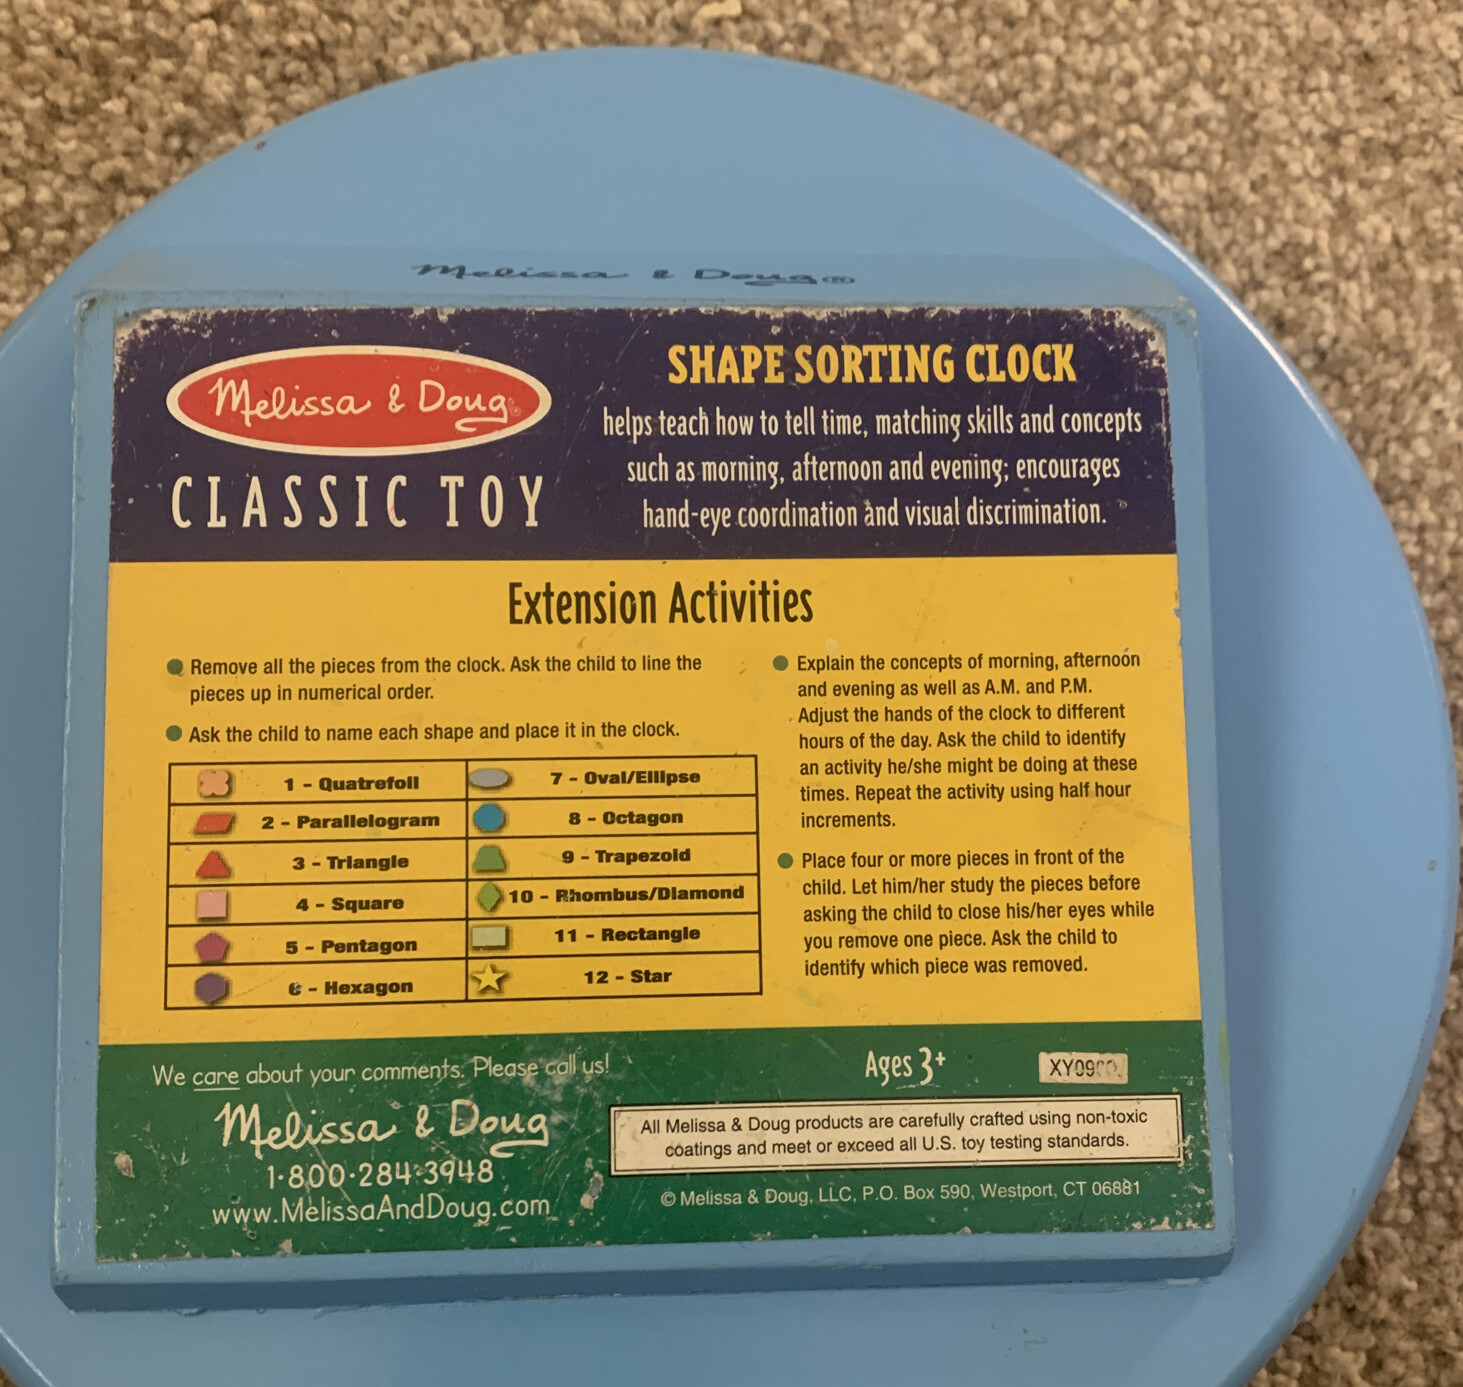 Melissa & Doug®
Melissa & Doug®
CLASSIC TOY
SHAPE SORTING CLOCK
helps teach how to tell time, matching skills and concepts
such as morning, afternoon and evening; encourages
hand-eye coordination and visual discrimination.
Extension Activities
Remove all the pieces from the clock. Ask the child to line the
pieces up in numerical order.
Ask the child to name each shape and place it in the clock.
1 - Quatrefoil
2 - Parallelogram
3 - Triangle
4 - Square
5 - Pentagon
6 - Hexagon
7 - Oval/Ellipse
8 - Octagon
9 - Trapezoid
10 - Rhombus/Diamond
11 - Rectangle
12 - Star
Explain the concepts of morning, afternoon
and evening as well as A.M. and P.M.
Adjust the hands of the clock to different
hours of the day. Ask the child to identify
an activity he/she might be doing at these
times. Repeat the activity using half hour
increments.
Place four or more pieces in front of the
child. Let him/her study the pieces before
asking the child to close his/her eyes while
you remove one piece. Ask the child to
identify which piece was removed.
We care about your comments. Please call us!
Melissa & Doug
1·800·284·3948
www.MelissaAndDoug.com
Ages 3+
All Melissa & Doug products are carefully crafted using non-toxic
coatings and meet or exceed all U.S. toy testing standards.
© Melissa & Doug, LLC, P.O. Box 590, Westport, CT 06881